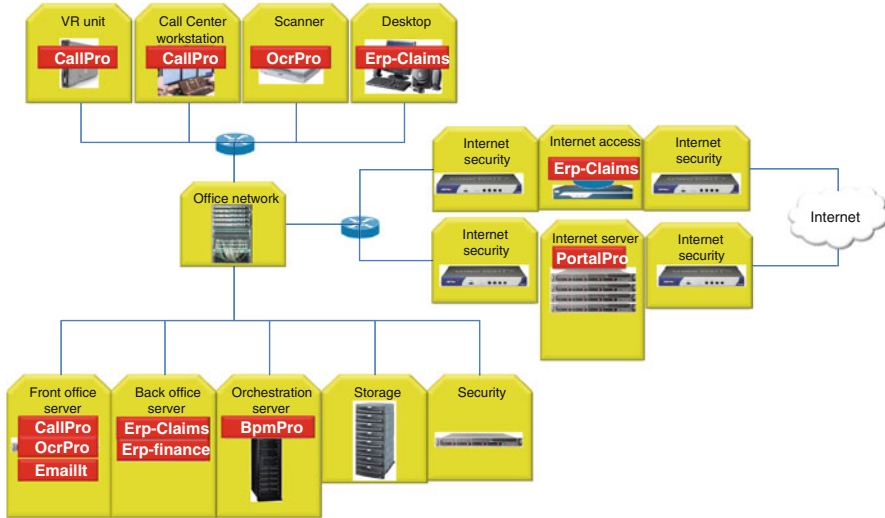 VR unit
CallPro
Call Center
workstation
CallPro
Scanner
OcrPro
Desktop
Erp-Claims
Internet
security
Internet access
Erp-Claims
Internet
security
Office network
Internet
Internet
security
Internet server
PortalPro
Internet
security
Front office
server
CallPro
OcrPro
EmailIt
Back office
server
Erp-Claims
Erp-finance
Orchestration
server
BpmPro
Storage
Security